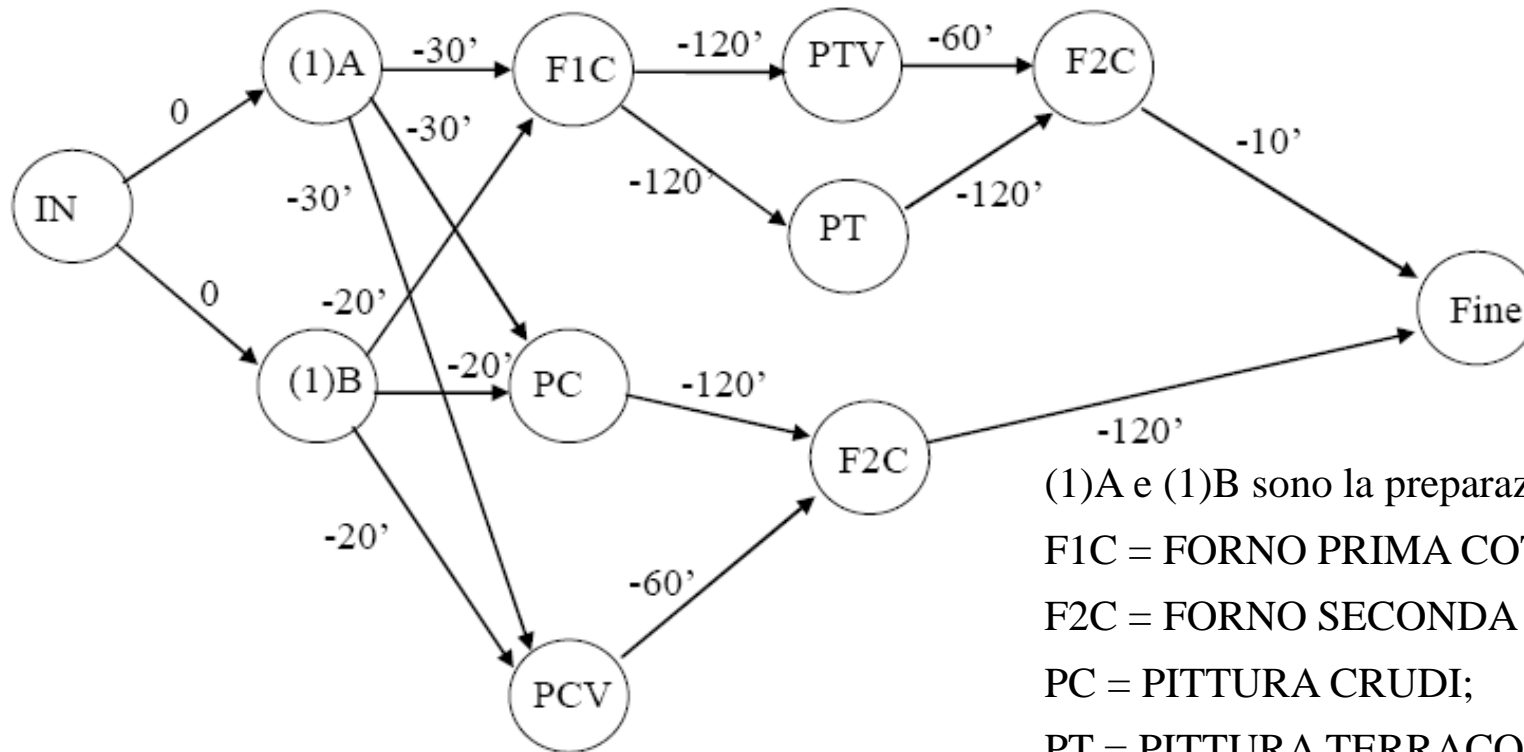 (1)A
-30’
F1C
-120’
PTV
-60’
F2C
0
-30’
-10’
-30’
-120’
-120’
IN
PT
0
-20’
Fine
(1)B
-20’
PC
-120’
F2C
-120’
-20’
-60’
PCV
(1)A e (1)B sono la
F1C = FORNO PRIMA
F2C = FORNO SECONDA
PC = PITTURA CRUDI;
PT = PITTURA